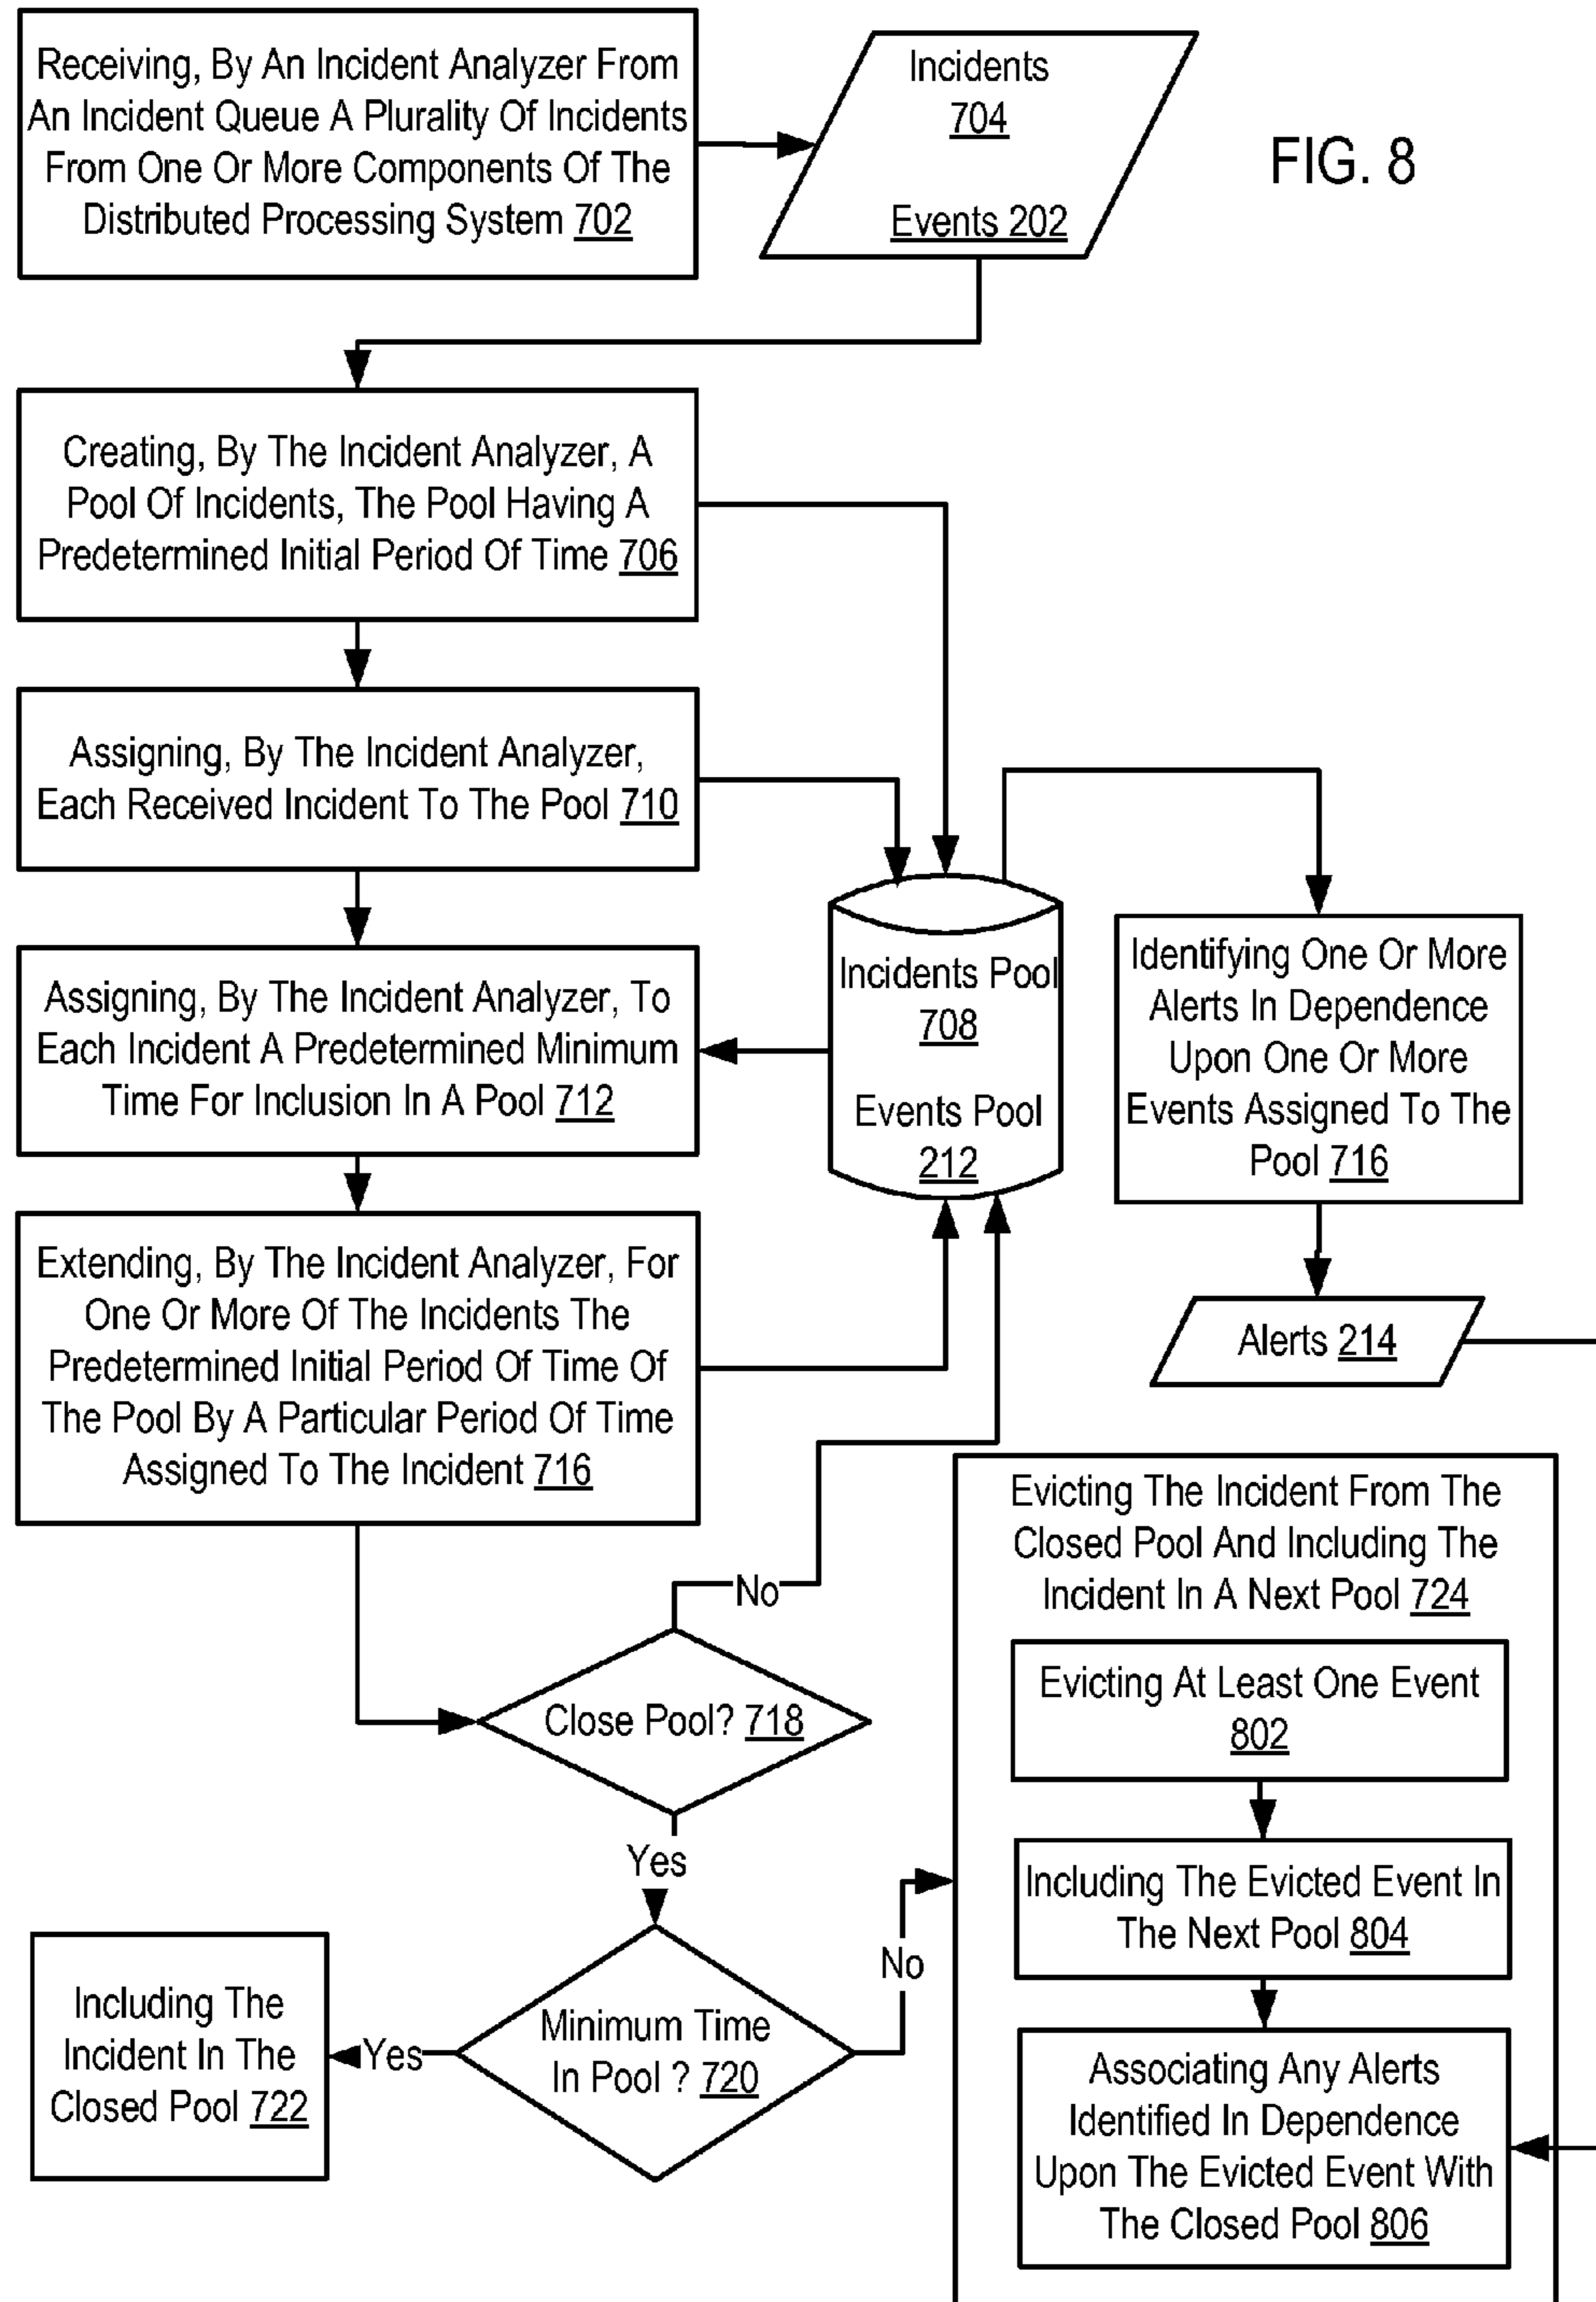 Receiving, By An Incident Analyzer From
An Incident Queue A Plurality Of Incidents
From One Or More Components Of The
Distributed Processing System 702
Incidents
704
Events 202
FIG. 8
Creating, By The Incident Analyzer, A
Pool Of Incidents, The Pool Having A
Predetermined Initial Period Of Time 706
Assigning, By The Incident Analyzer,
Each Received Incident To The Pool 710
Assigning, By The Incident Analyzer, To
Each Incident A Predetermined Minimum
Time For Inclusion In A Pool 712
Incidents Pool
708
Events Pool
212
Identifying One Or More
Alerts In Dependence
Upon One Or More
Events Assigned To The
Pool 716
Extending, By The Incident Analyzer, For
One Or More Of The Incidents The
Predetermined Initial Period Of Time Of
The Pool By A Particular Period Of Time
Assigned To The Incident 716
Alerts 214
No
Close Pool? 718
Yes
Minimum Time
In Pool ? 720
Yes
Including The
Incident In The
Closed Pool 722
No
Evicting The Incident From The
Closed Pool And Including The
Incident In A Next Pool 724
Evicting At Least One Event
802
Including The Evicted Event In
The Next Pool 804
Associating Any Alerts
Identified In Dependence
Upon The Evicted Event With
The Closed Pool 806